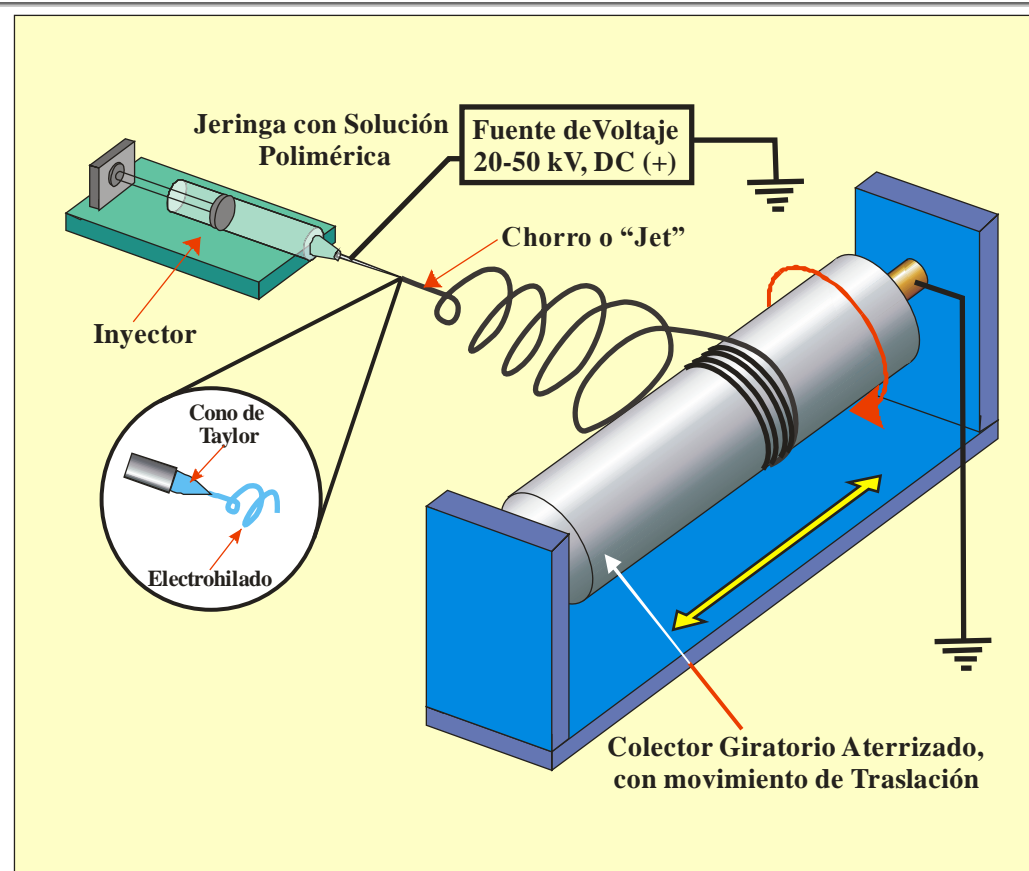 Jeringa con Solución
Polimérica
Fuente deVoltaje
20-50 kV, DC (+)
Chorro o “Jet”
Inyector
Cono de
Taylor
Electrohilado
Colector Giratorio Aterrizado,
con movimiento de Traslación